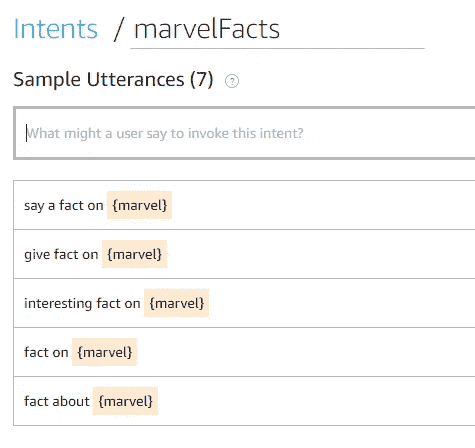 Intents / marvelFacts
Sample Utterances (7) ?
What might a user say to invoke this intent?
say a fact on {marvel}
give fact on {marvel}
interesting fact on {marvel}
fact on {marvel}
fact about {marvel}